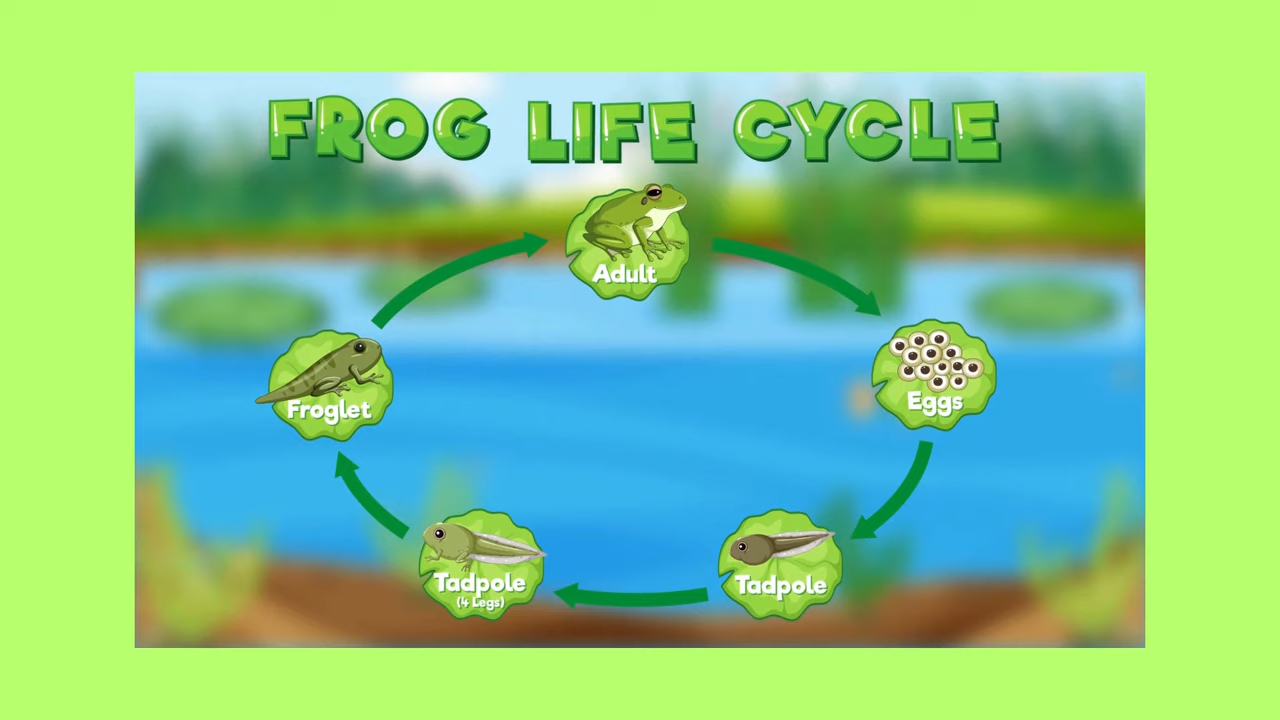 FROG LIFE CYCLE
Adult
Eggs
Tadpole
Tadpole
(4 Legs)
Froglet